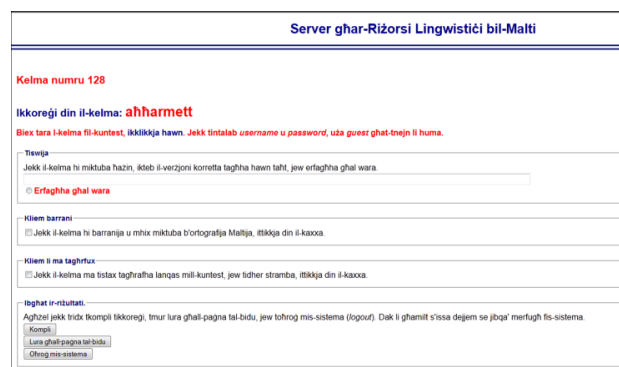 Server għar-Riżorsi Lingwistiċi bil-Malti
Kelma numru 128
Ikkoreġi din il-kelma: aħħarmett
Biex tara l-kelma fil-kuntest, ikklikkja hawn. Jekk tintalab username u password, uża guest għat-tnejn li huma.
Tiswija
Jekk il-kelma hi miktuba ħażin, ikteb il-verżjoni korretta tagħha hawn taħt, jew erfagħha għal wara.
Erfagħha għal wara
Kliem barrani
Jekk il-kelma hi barranija u mhix miktuba b'ortografija Maltija, ittikkja din il-kaxxa.
Kliem li ma tagħrfux
Jekk il-kelma ma tistax tagħrafha lanqas mill-kuntest, jew tidher stramba, ittikkja din il-kaxxa.
Ibgħat ir-riżultati.
Agħżel jekk tridx tkompli tikkoreġi, tmur lura għall-paġna tal-bidu, jew toħroġ mis-sistema (logout). Dak li għamilt s'issa dejjem se jibqa' merfugħ fis-sistema.
Kompli
Lura għall-paġna tal-bidu
Oħroġ mis-sistema